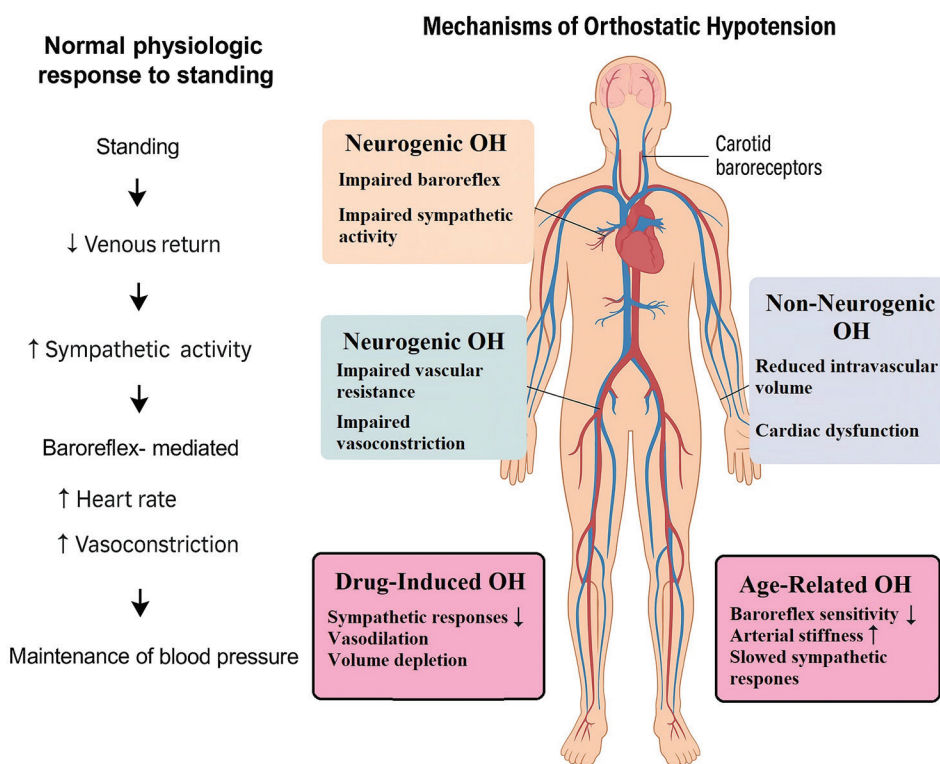 Normal physiologic
response to standing
Standing
↓ Venous return
↑ Sympathetic activity
Baroreflex- mediated
↑ Heart rate
↑ Vasoconstriction
Maintenance of blood pressure
Mechanisms of Orthostatic Hypotension
Neurogenic OH
Impaired baroreflex
Impaired sympathetic
activity
Carotid
baroreceptors
Neurogenic OH
Impaired vascular
resistance
Impaired
vasoconstriction
Non-Neurogenic
OH
Reduced intravascular
volume
Cardiac dysfunction
Drug-Induced OH
Sympathetic responses ↓
Vasodilation
Volume depletion
Age-Related OH
Baroreflex sensitivity ↓
Arterial stiffness ↑
Slowed sympathetic
respones